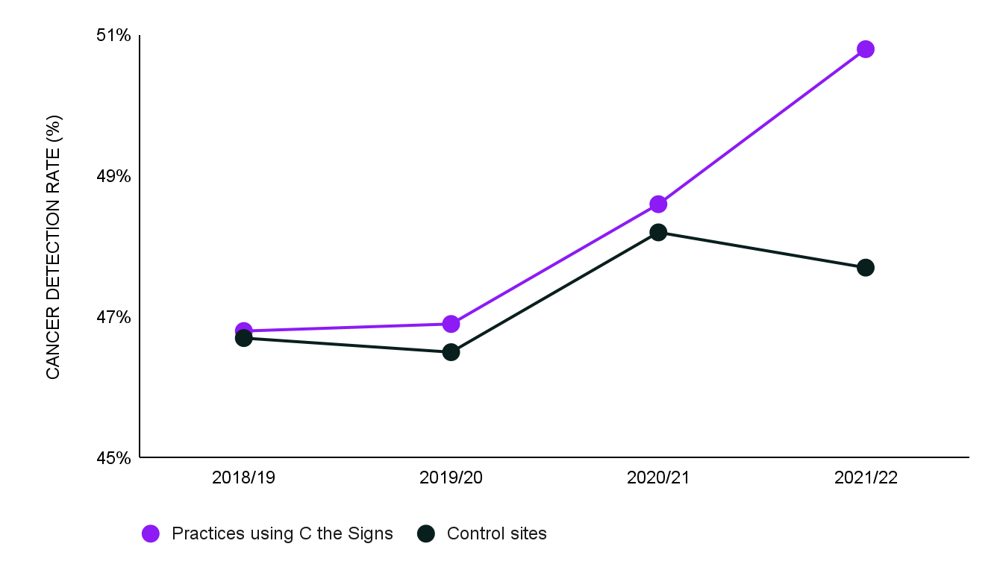 51%
49%
47%
45%
CANCER DETECTION RATE (%)
2018/19 2019/20 2020/21 2021/22
Practices using C the Signs Control sites